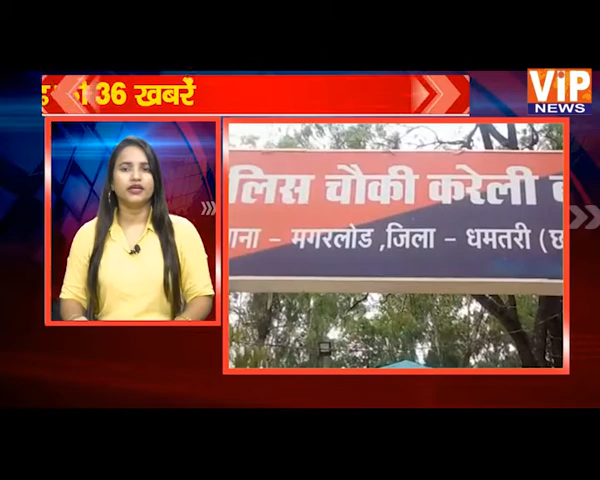 36 खबरें
ViP
NEWS
लिस चौकी करेली
ाना – मगरलोड ,जिला – धमतरी (छ